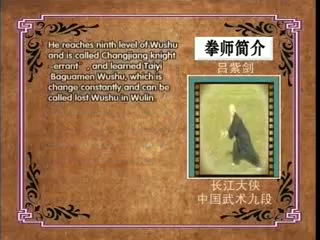 He reaches ninth level of Wushu
and is called Changjiang knight
-errant , and learned Taiyi
Baguamen Wushu, which is
change constantly and can be
called lost Wushu in Wulin
拳师简介
吕紫剑
长江大侠
中国武术九段